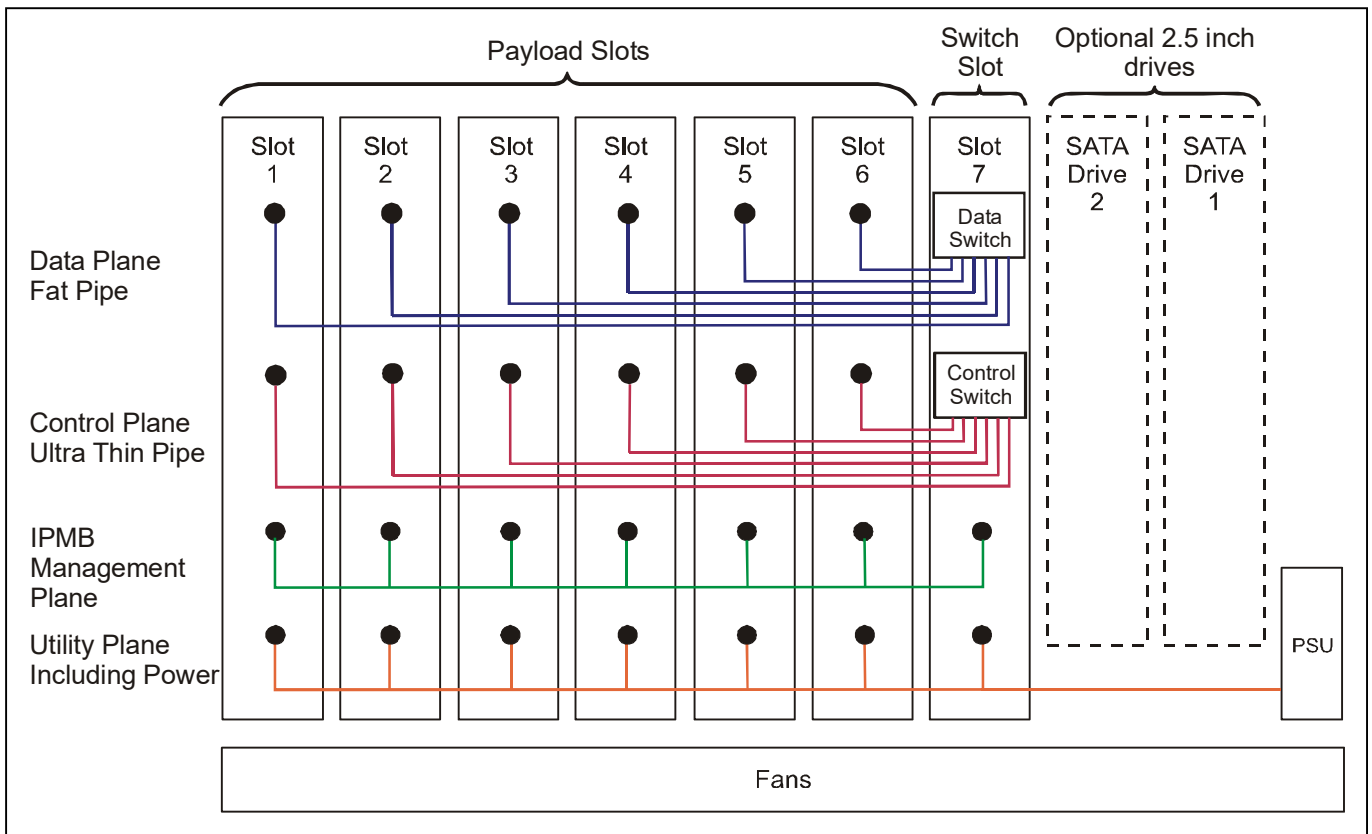 Payload Slots
Switch
Slot
Optional 2.5 inch
drives
Slot
1
Slot
2
Slot
3
Slot
4
Slot
5
Slot
6
Slot
7
SATA
Drive
2
SATA
Drive
1
Data
Switch
Data Plane
Fat Pipe
Control
Switch
Control Plane
Ultra Thin Pipe
IPMB
Management
Plane
Utility Plane
Including Power
PSU
Fans